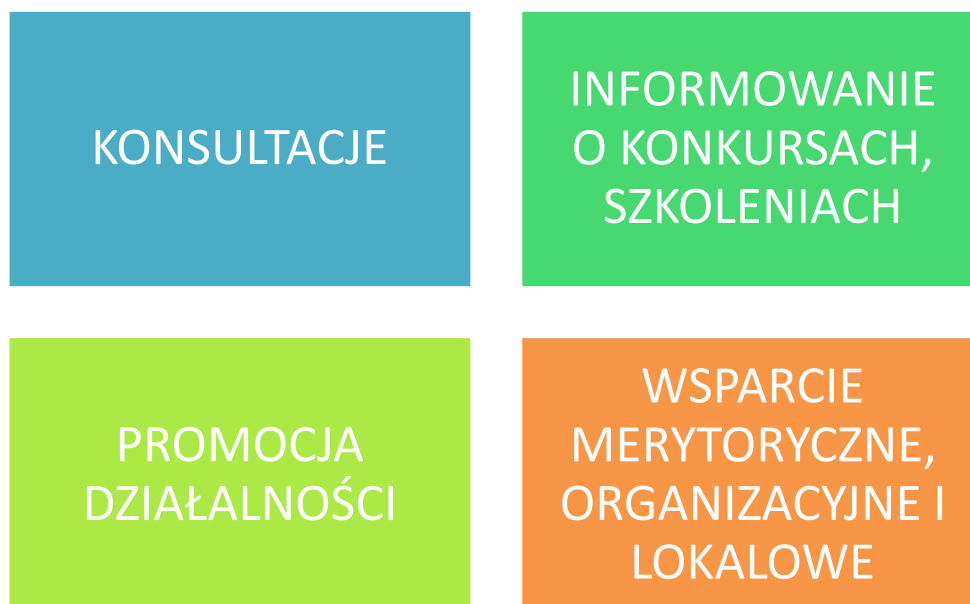 KONSULTACJE
INFORMOWANIE
O KONKURSACH,
SZKOLENIACH
PROMOCJA
DZIAŁALNOŚCI
WSPARCIE
MERYTORYCZNE,
ORGANIZACYJNE I
LOKALOWE